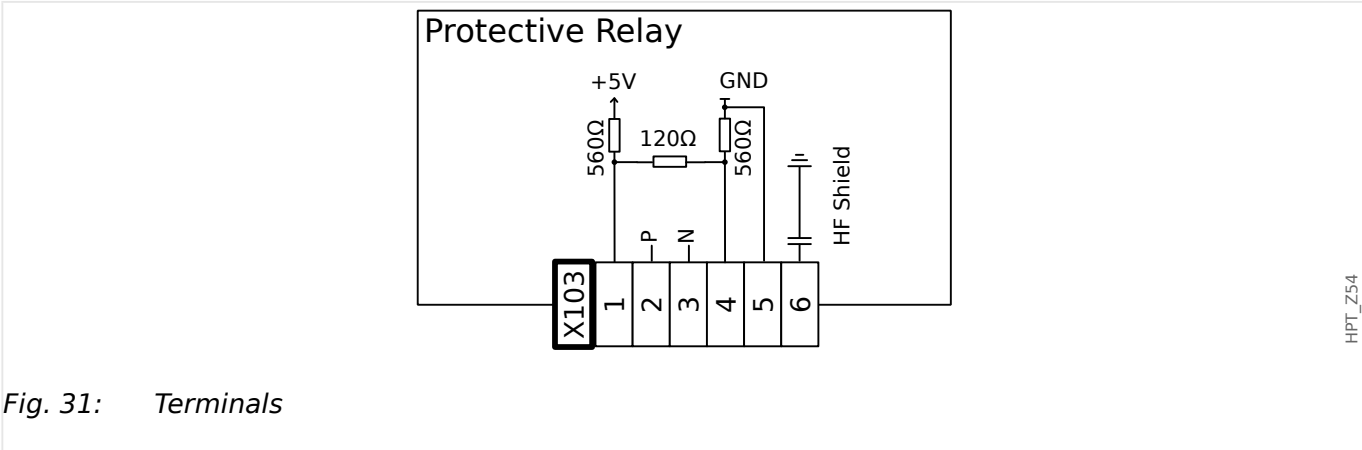 Protective Relay
+5V
GND
560Ω
120Ω
560Ω
HF Shield
P
N
X103
1
2
3
4
5
6
HPT_Z54
Fig. 31: Terminals